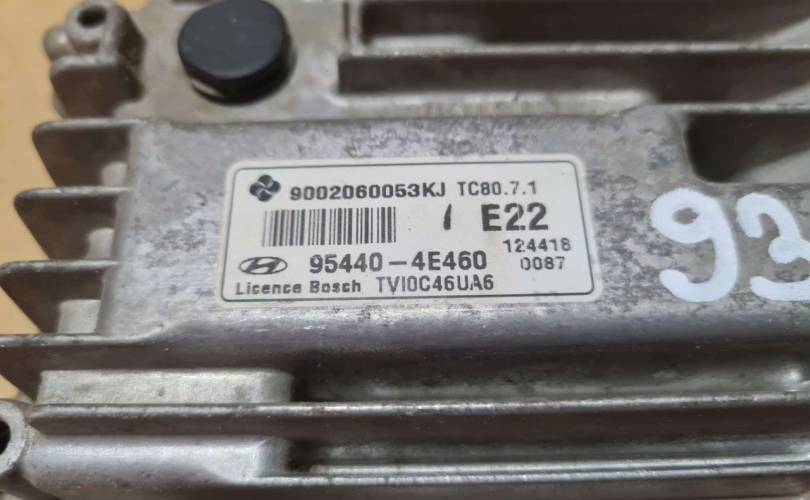 9002060053KJ TC80.7.1
E22
124418
95440-4E460 0087
Licence Bosch TVI0C46UA6
93